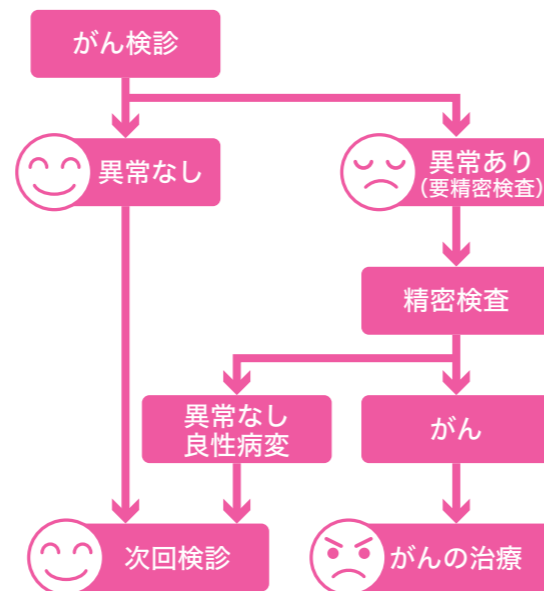 がん検診
異常なし
異常あり
（要精密検査）
精密検査
異常なし
良性病変
がん
次回検診
がんの治療